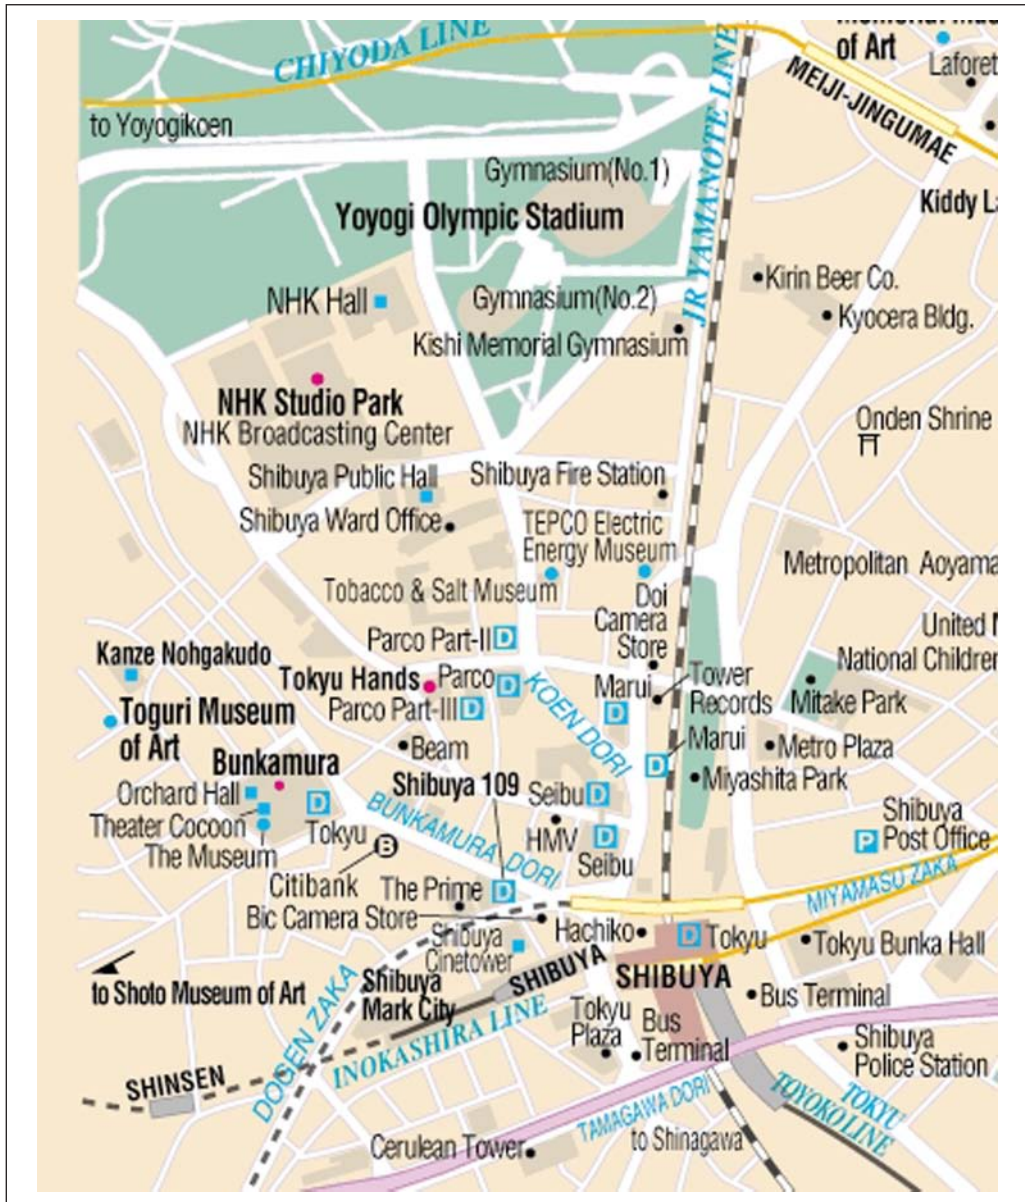 CHIYODA LINE
of Art
Laforet
to Yoyogikoen
JR YAMANOTE LINE
MEIJI-JINGUMAE
Gymnasium(No.1)
Yoyogi Olympic Stadium
Kiddy
NHK Hall
Gymnasium(No.2)
Kirin Beer Co.
Kyocera Bldg.
Kishi Memorial Gymnasium
NHK Studio Park
NHK Broadcasting Center
Onden Shrine
Shibuya Public Hall
Shibuya Fire Station
Shibuya Ward Office
TEPCO Electric
Energy Museum
Metropolitan Aoyama
Tobacco & Salt Museum
Doi
Camera
Store
United
National
Kanze Nohgakudo
Parco Part-II D
Tokyu Hands
Parco D
Marui
D
Tower
Records
Mitake Park
Toguri Museum
of Art
Parco Part-III D
KOEN DORI
Marui
D
Metro Plaza
Beam
Bunkamura
Miyashita Park
Orchard Hall
Theater Cocoon
The Museum
D
Tokyu
Shibuya 109
Seibu D
HMV
D
Seibu
Shibuya
Post Office
P
BUNKAMURA DORI
B
Citibank
The Prime
D
MIYAMASU ZAKA
Bic Camera Store
Hachiko
D Tokyu
Tokyu Bunka Hall
Shibuya
Cinetower
to Shoto Museum of Art
Shibuya
Mark City
SHIBUYA
SHIBUYA
Bus Terminal
DOGEN ZAKA
INOKASHIRA LINE
Tokyu
Plaza
Bus
Terminal
Shibuya
Police Station
SHINSEN
TAMAGAWA DORI
to Shinagawa
TOKYU
TOYOKO LINE
Cerulean Tower